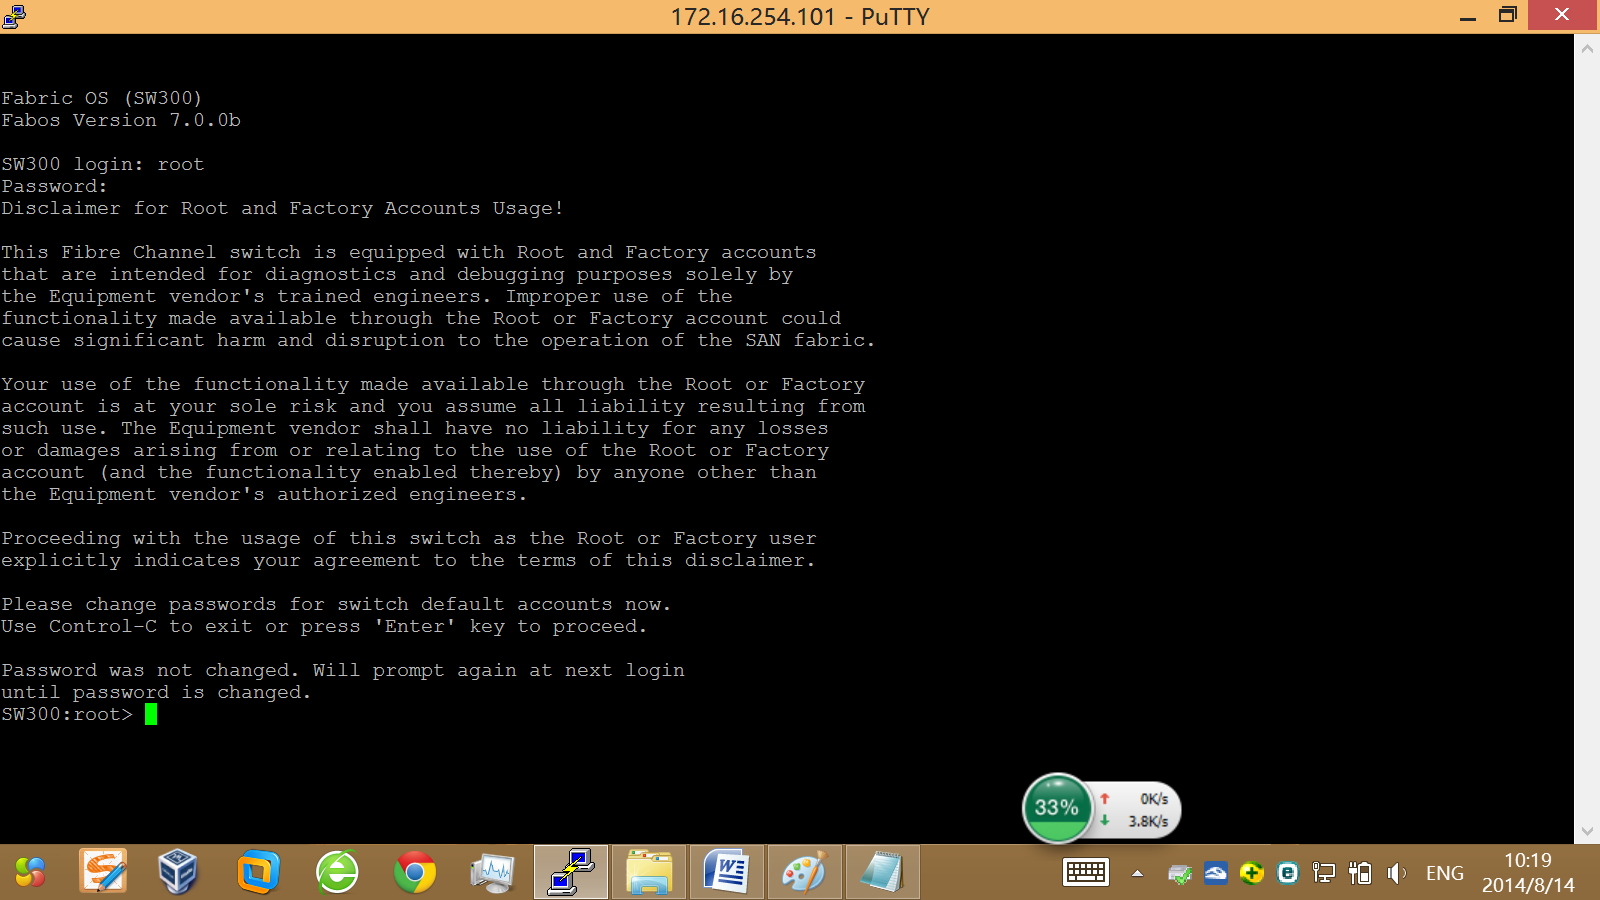 172.16.254.101 - PuTTY
Fabric OS (SW300)
Fabos Version 7.0.0b
SW300 login: root
Password:
Disclaimer for Root and Factory Accounts Usage!
This Fibre Channel switch is equipped with Root and Factory accounts
that are intended for diagnostics and debugging purposes solely by
the Equipment vendor's trained engineers. Improper use of the
functionality made available through the Root or Factory account could
cause significant harm and disruption to the operation of the SAN fabric.
Your use of the functionality made available through the Root or Factory
account is at your sole risk and you assume all liability resulting from
such use. The Equipment vendor shall have no liability for any losses
or damages arising from or relating to the use of the Root or Factory
account (and the functionality enabled thereby) by anyone other than
the Equipment vendor's authorized engineers.
Proceeding with the usage of this switch as the Root or Factory user
explicitly indicates your agreement to the terms of this disclaimer.
Please change passwords for switch default accounts now.
Use Control-C to exit or press 'Enter' key to proceed.
Password was not changed. Will prompt again at next login
until password is changed.
SW300:root>
33%
0K/s
3.8K/s
ENG
10:19
2014/8/14